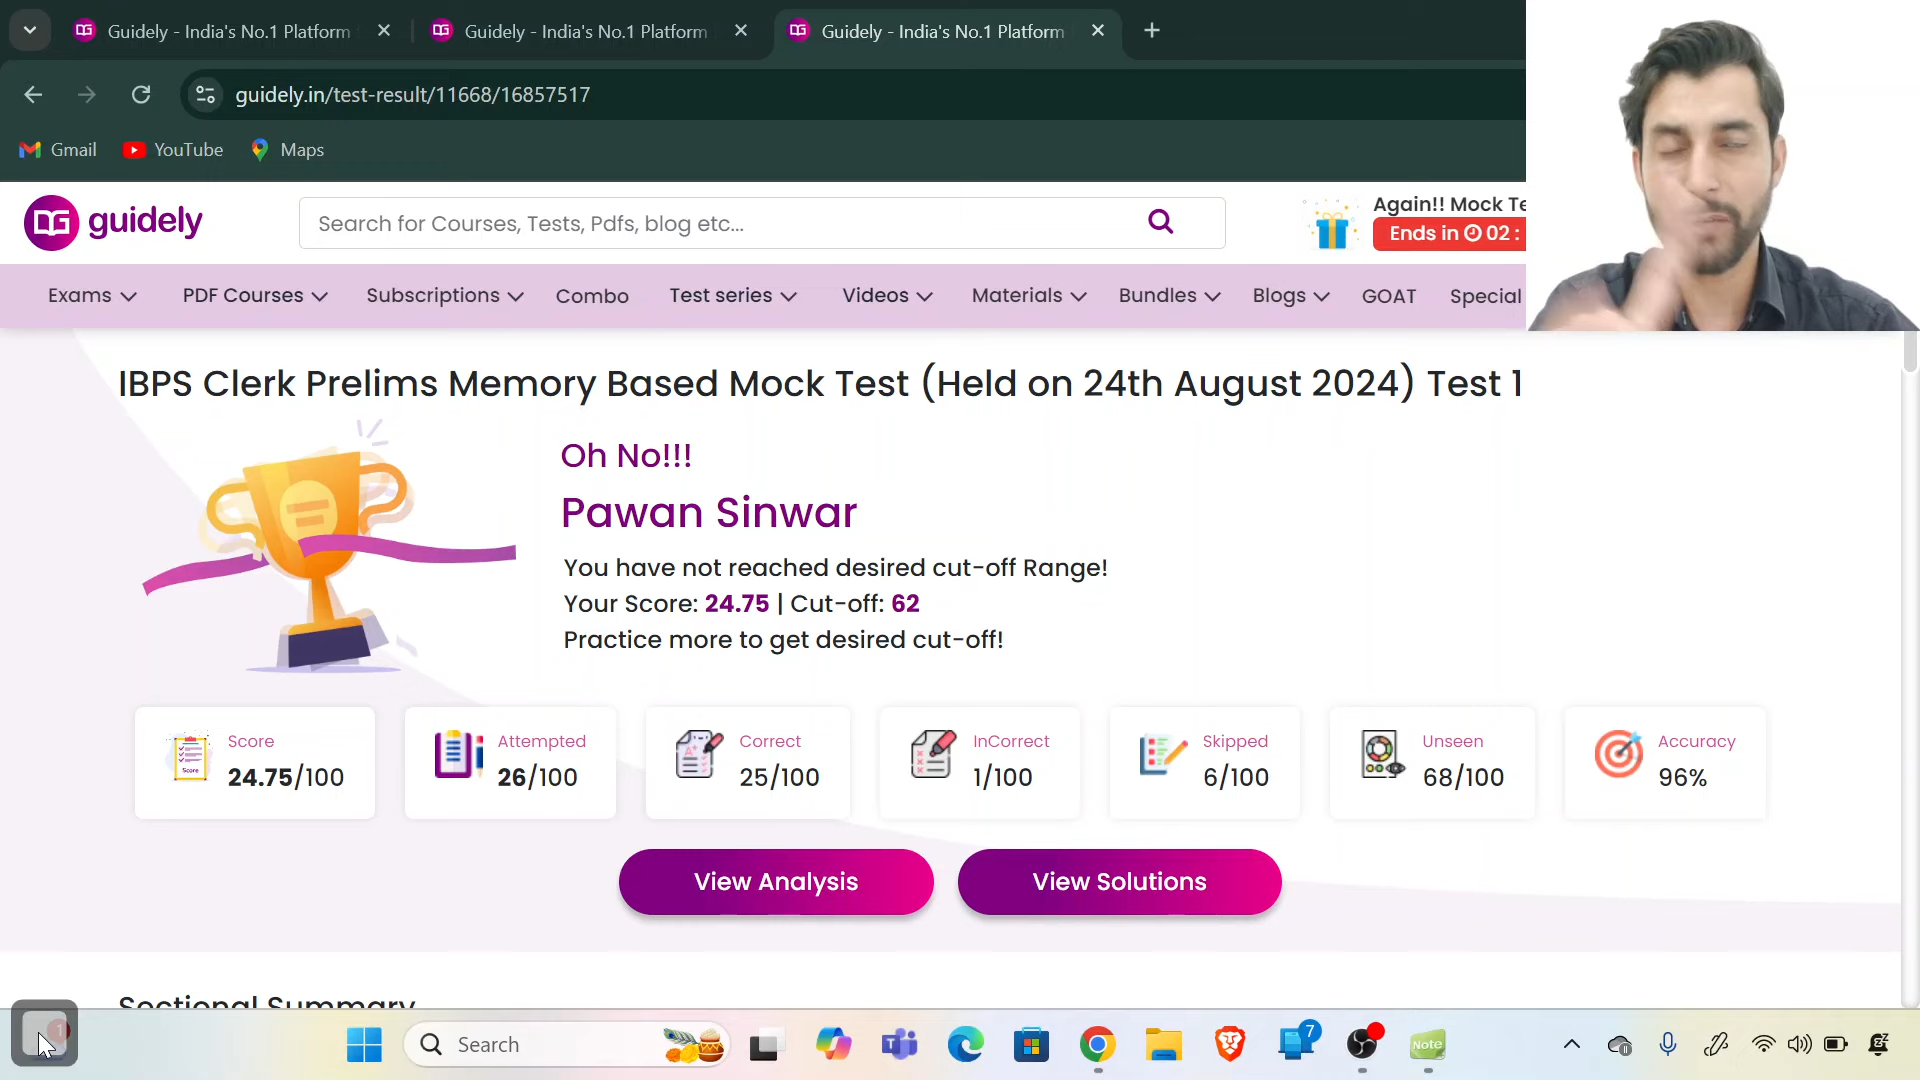 Guidely - India's No.1 Platform
Guidely - India's No.1 Platform
Guidely - India's No.1 Platform
guidely.in/test-result/11668/16857517
Gmail
YouTube
Maps
guidely
Search for Courses, Tests, Pdfs, blog etc...
Again!! Mock Te
Ends in 02 :
Exams
PDF Courses
Subscriptions
Combo
Test series
Videos
Materials
Bundles
Blogs
GOAT
Special
IBPS Clerk Prelims Memory Based Mock Test (Held on 24th August 2024) Test 1
Oh No!!!
Pawan Sinwar
You have not reached desired cut-off Range!
Your Score: 24.75 | Cut-off: 62
Practice more to get desired cut-off!
Score
24.75/100
Attempted
26/100
Correct
25/100
InCorrect
1/100
Skipped
6/100
Unseen
68/100
Accuracy
96%
View Analysis
View Solutions
Sectional Summary
1
Search
7
Note